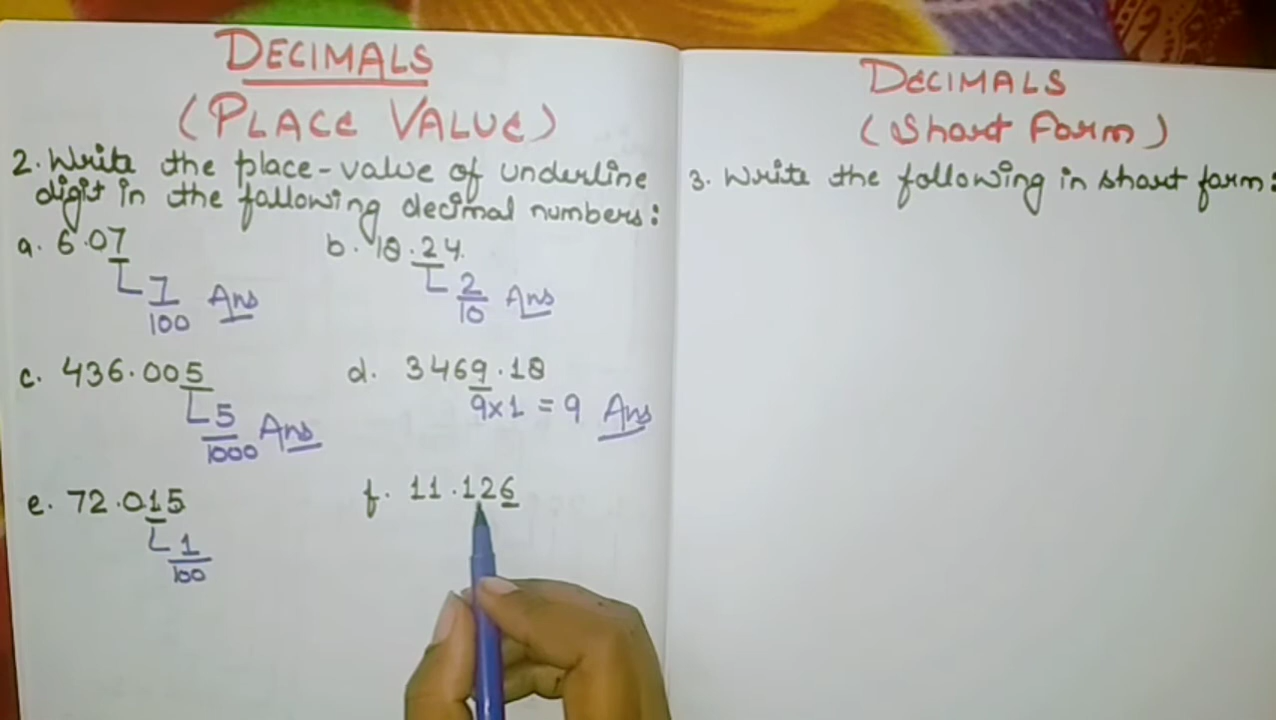 DECIMALS
(PLACE VALUE)
2. Write the place-value of underline
digit in the following decimal numbers:
a. 6.07
7/100 Ans
b. 18.24.
2/10 Ans
c. 436.005
5/1000 Ans
d. 3469.18
9x1 = 9 Ans
e. 72.015
1/100
f. 11.126
DECIMALS
(Short Form)
3. Write the following in short form: